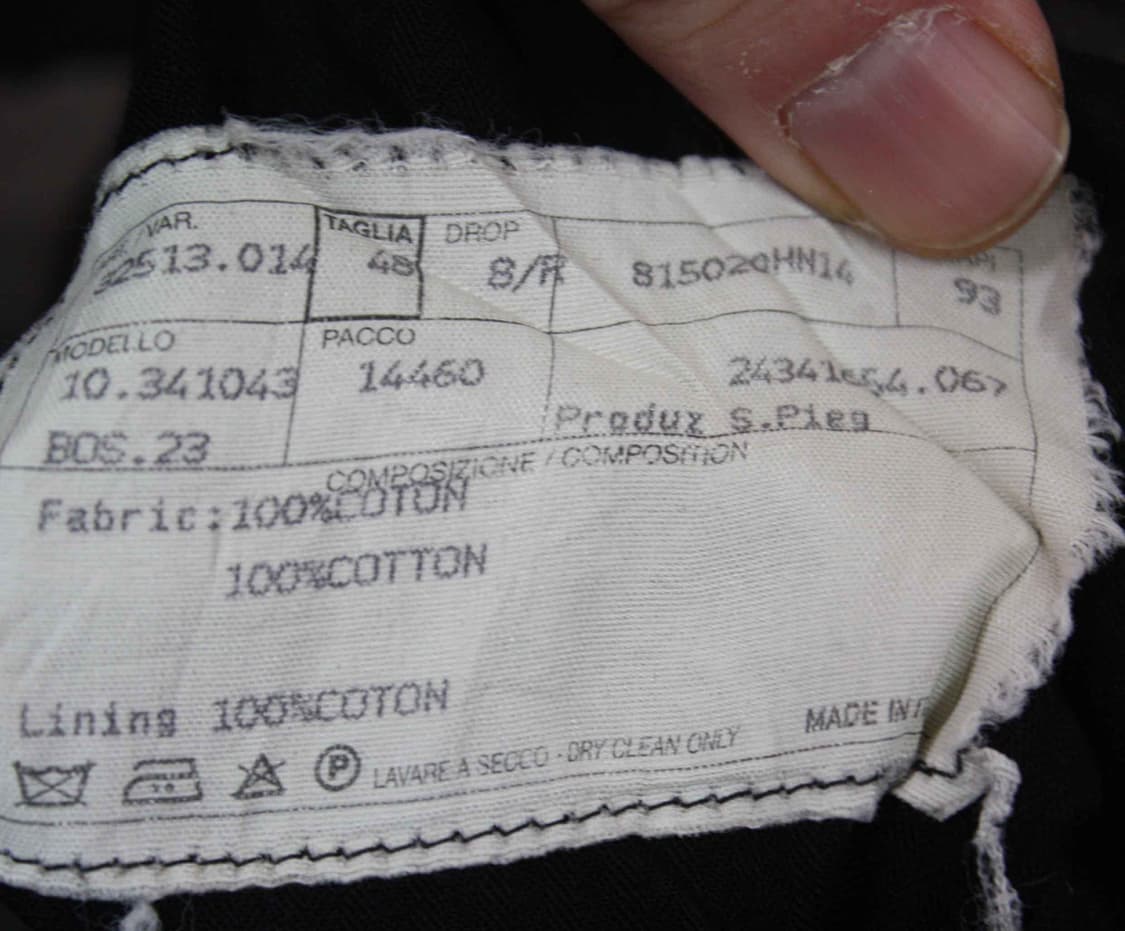 VAR. TAGLIA DROP
32513.014 48 8/R 815020HN14 93
MODELLO PACCO
10.341043 14460
BOS.23 Produz S.Pieg
COMPOSIZIONE / COMPOSITION
Fabric:100%COTON
100%COTTON
Lining 100%COTON
MADE IN
P LAVARE A SECCO - DRY CLEAN ONLY